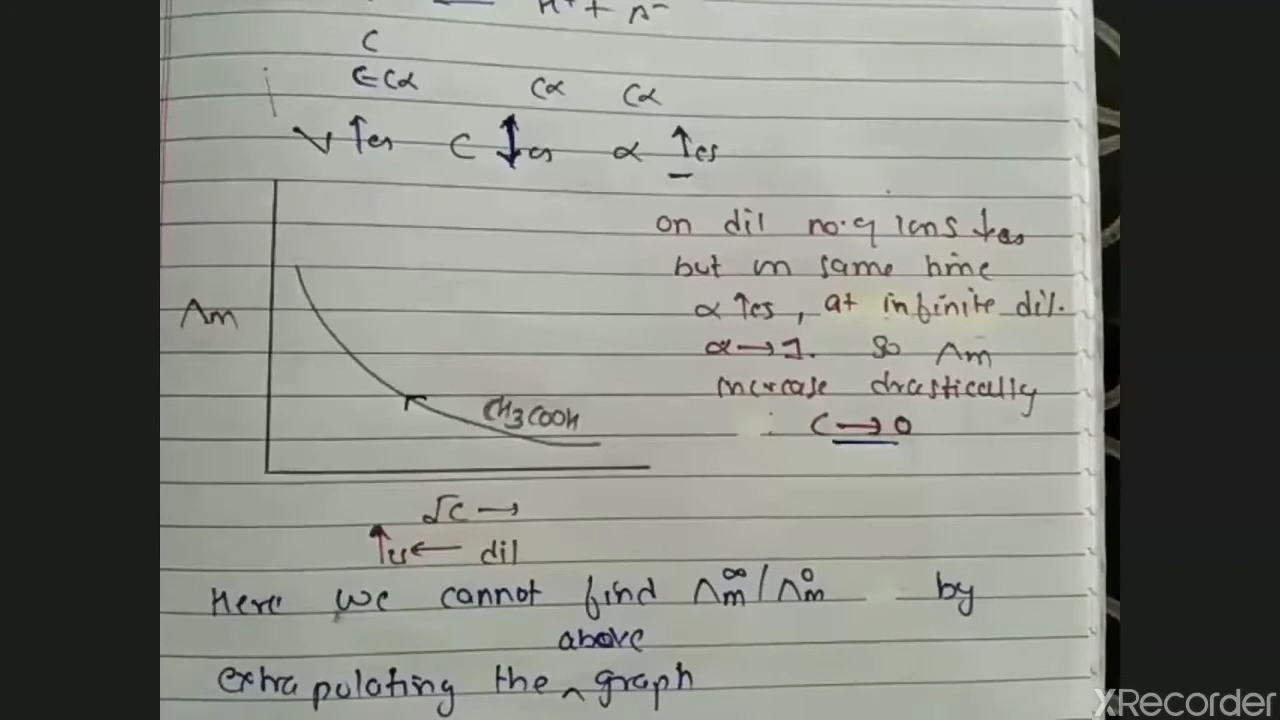 C
C-Cα Cα Cα
V ↑es C ↓es α ↑es
on dil no. of ions ↓es
but in same time
α ↑es, at infinite dil.
α → 1. So Λm
increase drastically
C → 0
Λm
CH3COOH
√C →
↑es ← dil
Here we cannot find Λm^∞ / Λm^0 by
above
extrapolating the ^ graph
XRecorder